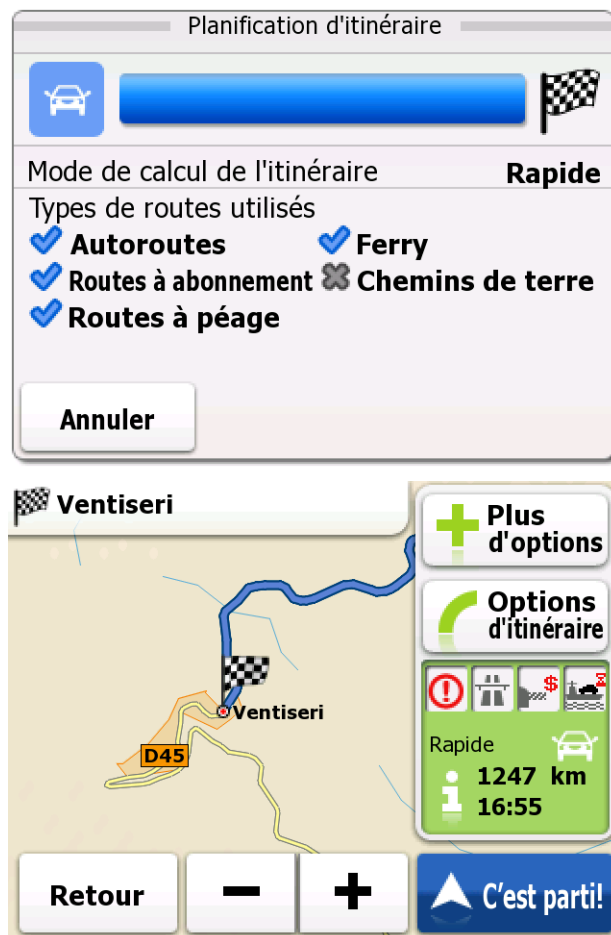 Planification d'itinéraire
Mode de calcul de l'itinéraire Rapide
Types de routes utilisés
Autoroutes Ferry
Routes à abonnement Chemins de terre
Routes à péage
Annuler
Ventiseri
Plus
d'options
Options
d'itinéraire
$
Ventiseri
D45
Rapide
1247 km
16:55
Retour
C'est parti!